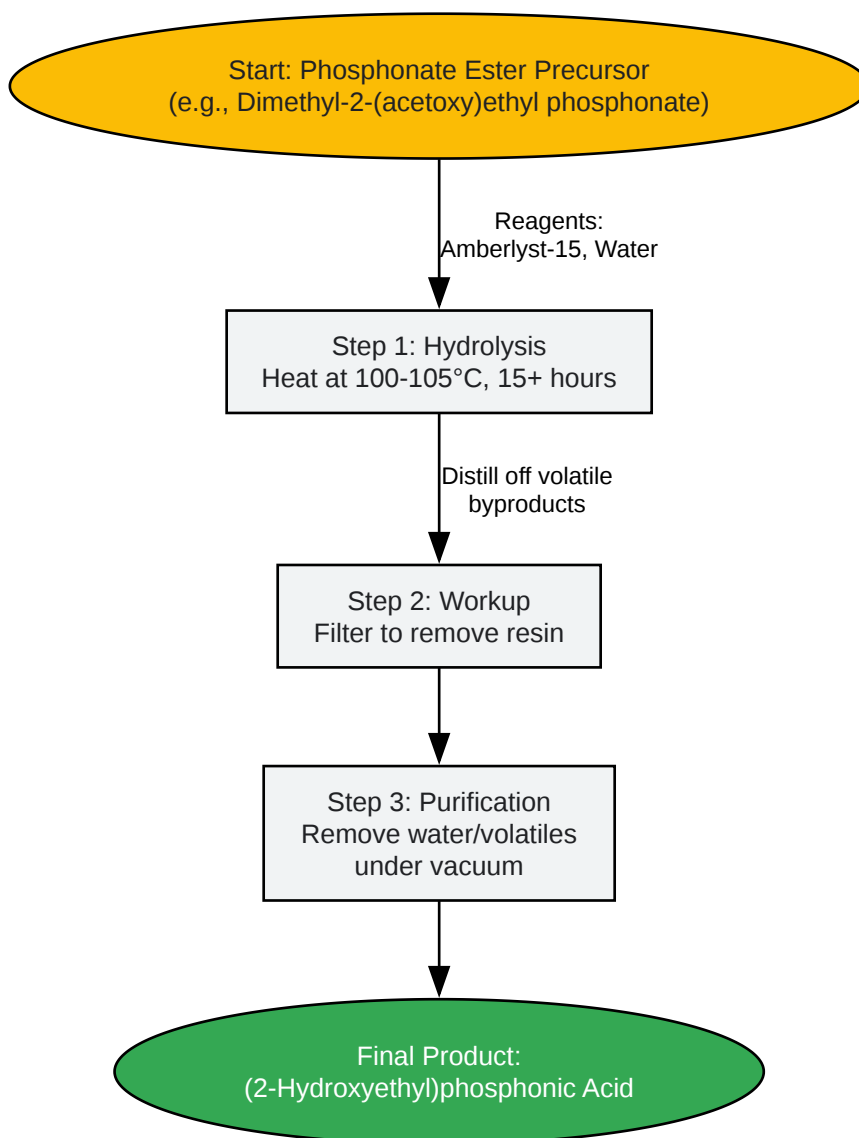 Start: Phosphonate Ester Precursor
(e.g., Dimethyl-2-(acetoxy)ethyl phosphonate)
Reagents:
Amberlyst-15, Water
Step 1: Hydrolysis
Heat at 100-105°C, 15+ hours
Distill off volatile
byproducts
Step 2: Workup
Filter to remove resin
Step 3: Purification
Remove water/volatiles
under vacuum
Final Product:
(2-Hydroxyethyl)phosphonic Acid